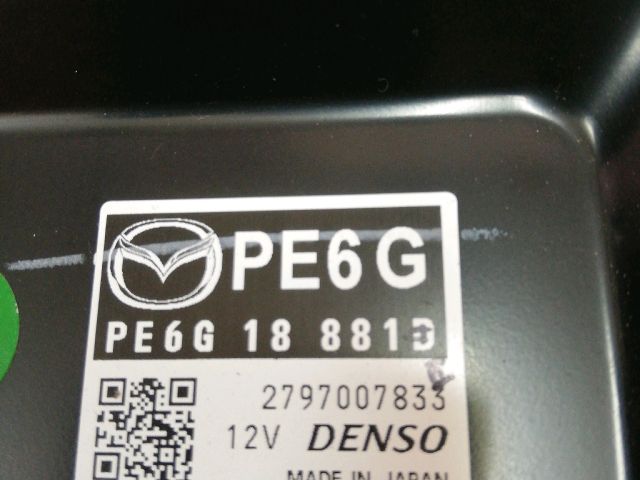 PE6G
PE6G 18 881D
2797007833
12V DENSO
MADE IN JAPAN